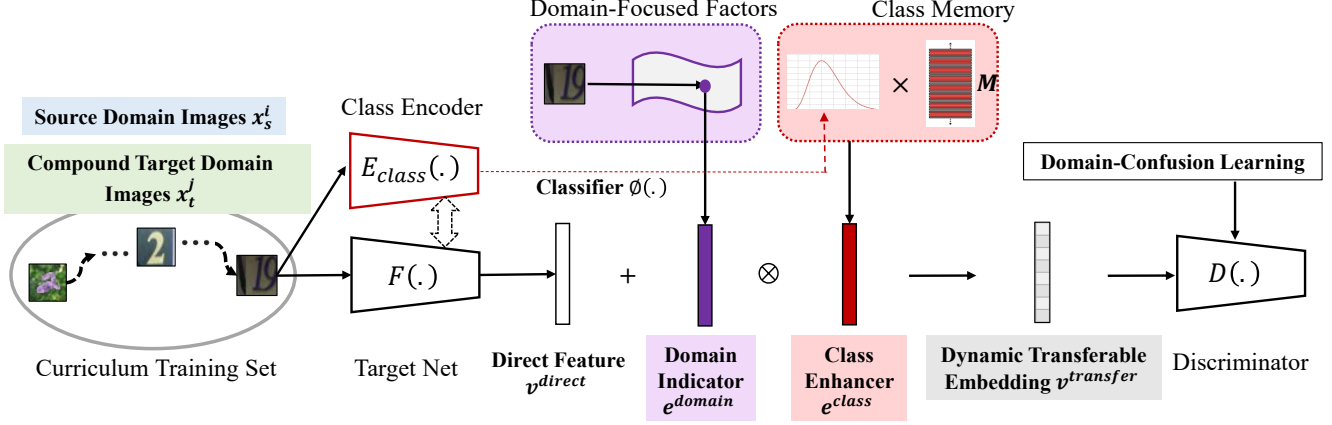 Domain-Focused Factors
Class Memory
19
× M
Source Domain Images x_s^i
Class Encoder
Compound Target Domain
Images x_t^j
E_class(.)
Classifier ∅(.)
Domain-Confusion Learning
2
19
F(.)
+
⊗
D(.)
Curriculum Training Set
Target Net
Direct Feature
v^direct
Domain
Indicator
e^domain
Class
Enhancer
e^class
Dynamic Transferable
Embedding v^transfer
Discriminator